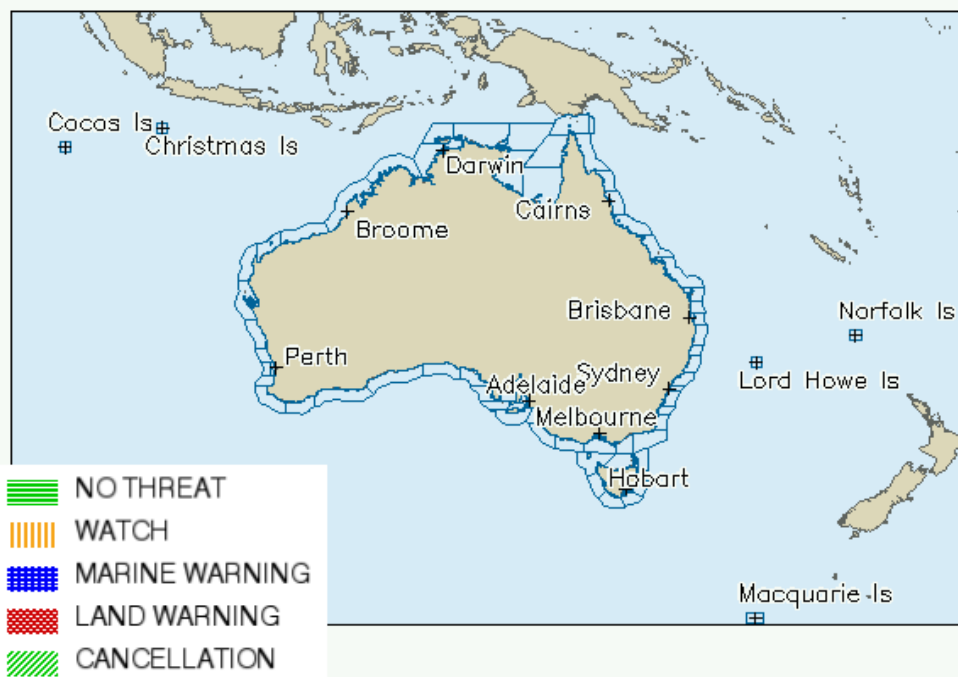 Cocos Is
Christmas Is
Darwin
Cairns
Broome
Brisbane
Norfolk Is
Perth
Sydney
Adelaide
Lord Howe Is
Melbourne
Hobart
NO THREAT
WATCH
MARINE WARNING
Macquarie Is
LAND WARNING
CANCELLATION